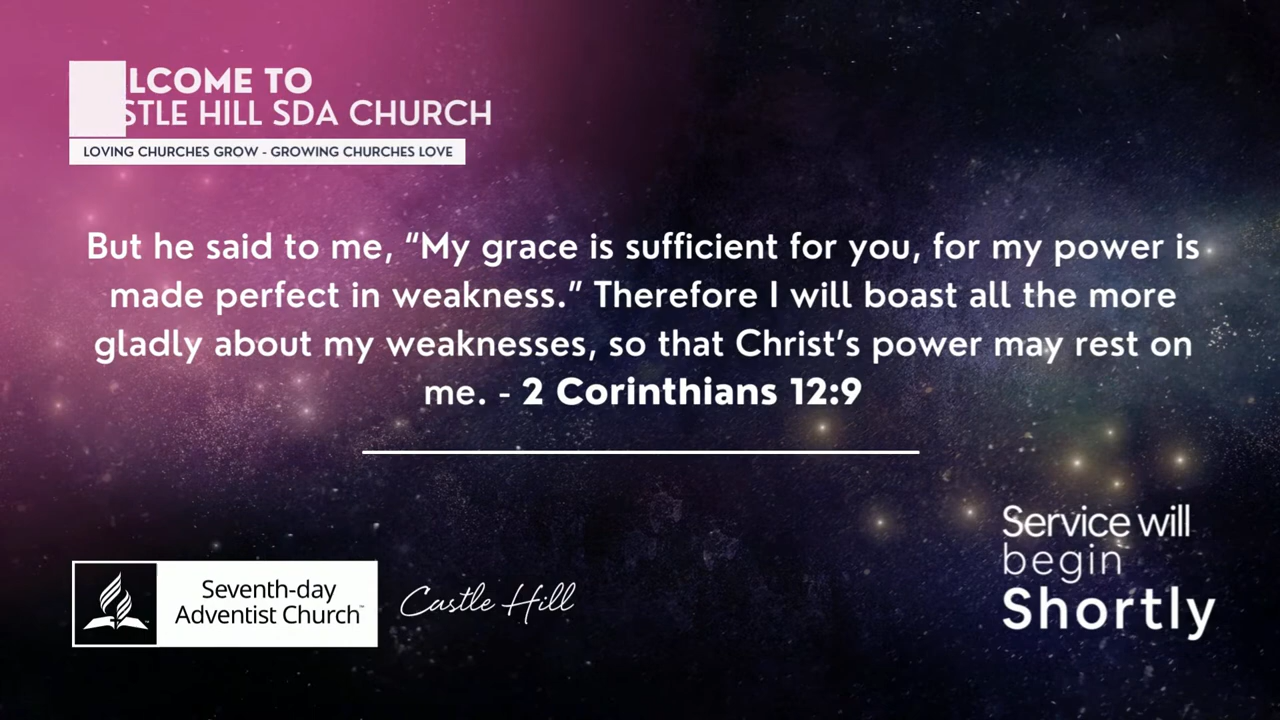 LCOME TO
STLE HILL SDA CHURCH
LOVING CHURCHES GROW - GROWING CHURCHES LOVE
But he said to me, “My grace is sufficient for you, for my power is
made perfect in weakness.” Therefore I will boast all the more
gladly about my weaknesses, so that Christ’s power may rest on
me. - 2 Corinthians 12:9
Service will
begin
Shortly
Seventh-day
Adventist Church™
Castle Hill